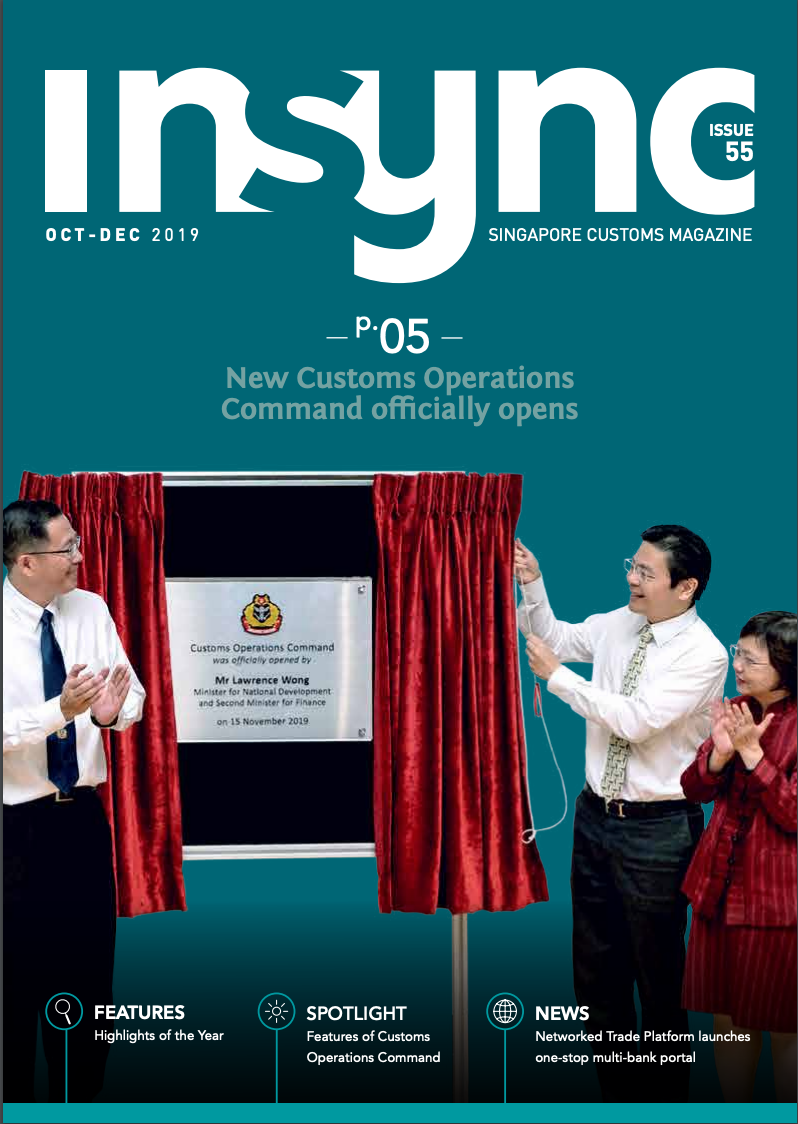 insync
ISSUE
55
OCT-DEC 2019
SINGAPORE CUSTOMS MAGAZINE
p.05
New Customs Operations
Command officially opens
Customs Operations Command
was officially opened by
Mr Lawrence Wong
Minister for National Development
and Second Minister for Finance
on 15 November 2019
FEATURES
Highlights of the Year
SPOTLIGHT
Features of Customs
Operations Command
NEWS
Networked Trade Platform launches
one-stop multi-bank portal